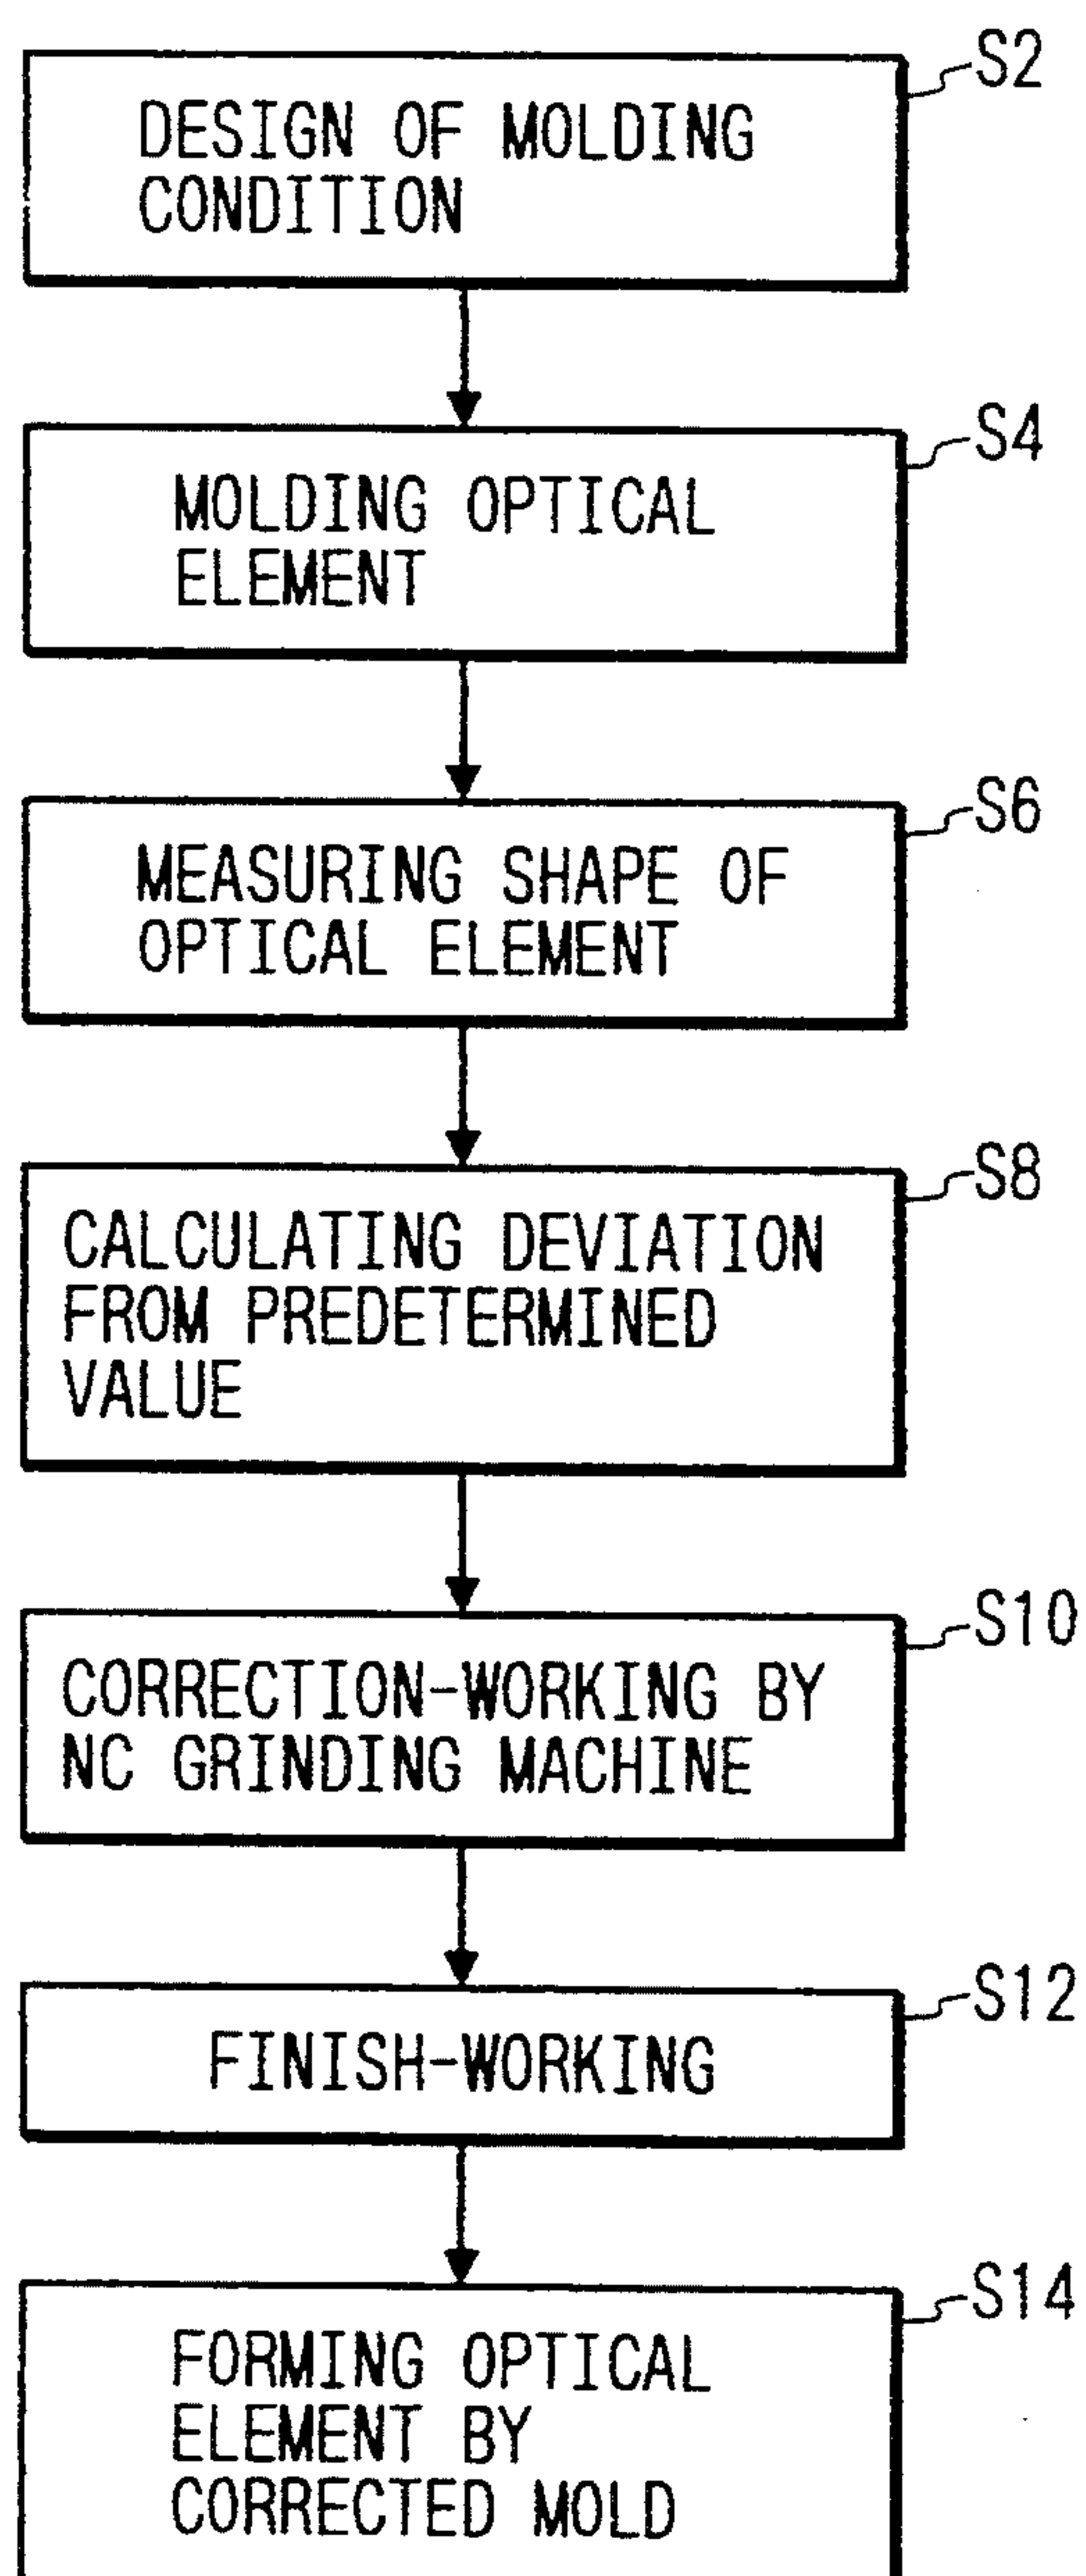 S2
DESIGN OF MOLDING
CONDITION
S4
MOLDING OPTICAL
ELEMENT
S6
MEASURING SHAPE OF
OPTICAL ELEMENT
S8
CALCULATING DEVIATION
FROM PREDETERMINED
VALUE
S10
CORRECTION-WORKING BY
NC GRINDING MACHINE
S12
FINISH-WORKING
S14
FORMING OPTICAL
ELEMENT BY
CORRECTED MOLD